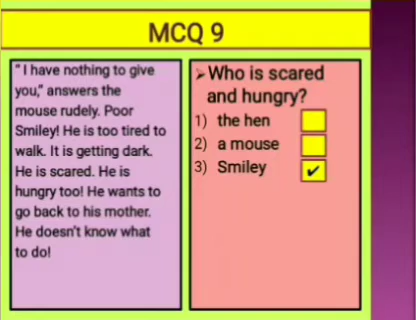 MCQ 9
" I have nothing to give
you," answers the
mouse rudely. Poor
Smiley! He is too tired to
walk. It is getting dark.
He is scared. He is
hungry too! He wants to
go back to his mother.
He doesn't know what
to do!
➢Who is scared
and hungry?
1) the hen
2) a mouse
3) Smiley ✔